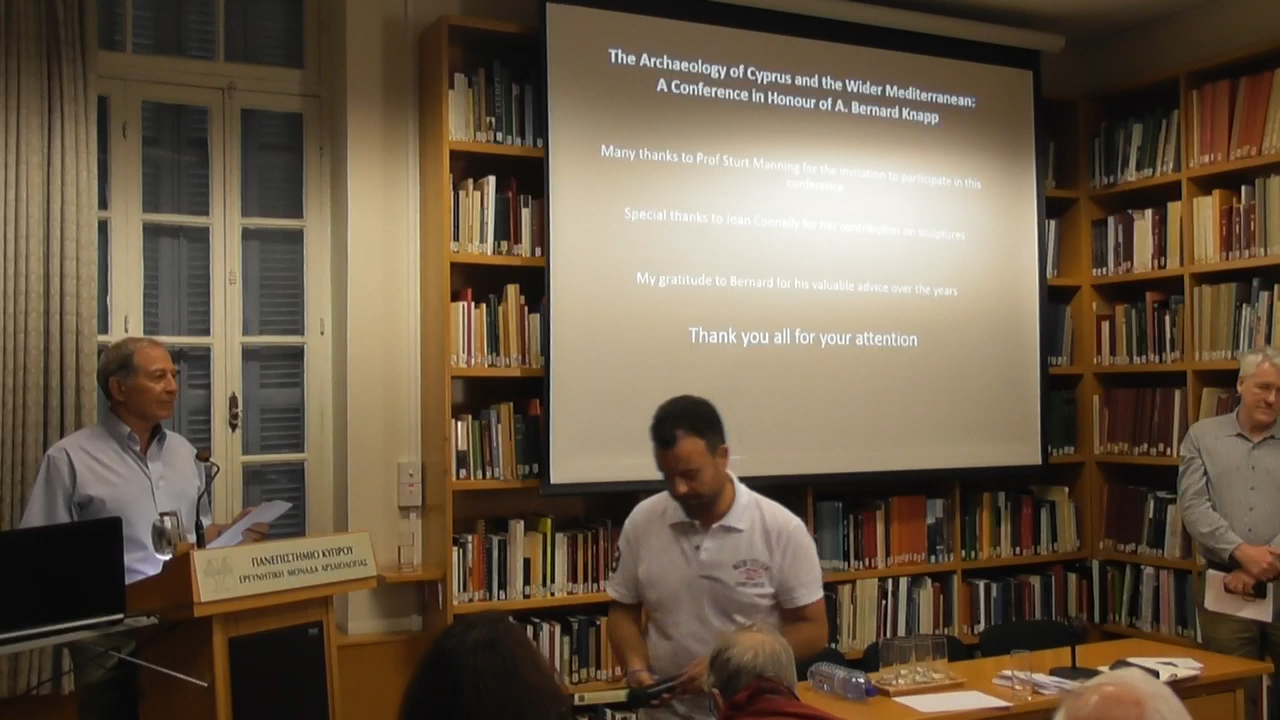 The Archaeology of Cyprus and the Wider Mediterranean:
A Conference in Honour of A. Bernard Knapp
Many thanks to Prof Sturt Manning for the invitation to participate in this
conference
Special thanks to Joan Connelly for her contribution on sculptures
My gratitude to Bernard for his valuable advice over the years
Thank you all for your attention
ΠΑΝΕΠΙΣΤΗΜΙΟ ΚΥΠΡΟΥ
ΕΡΕΥΝΗΤΙΚΗ ΜΟΝΑΔΑ ΑΡΧΑΙΟΛΟΓΙΑΣ